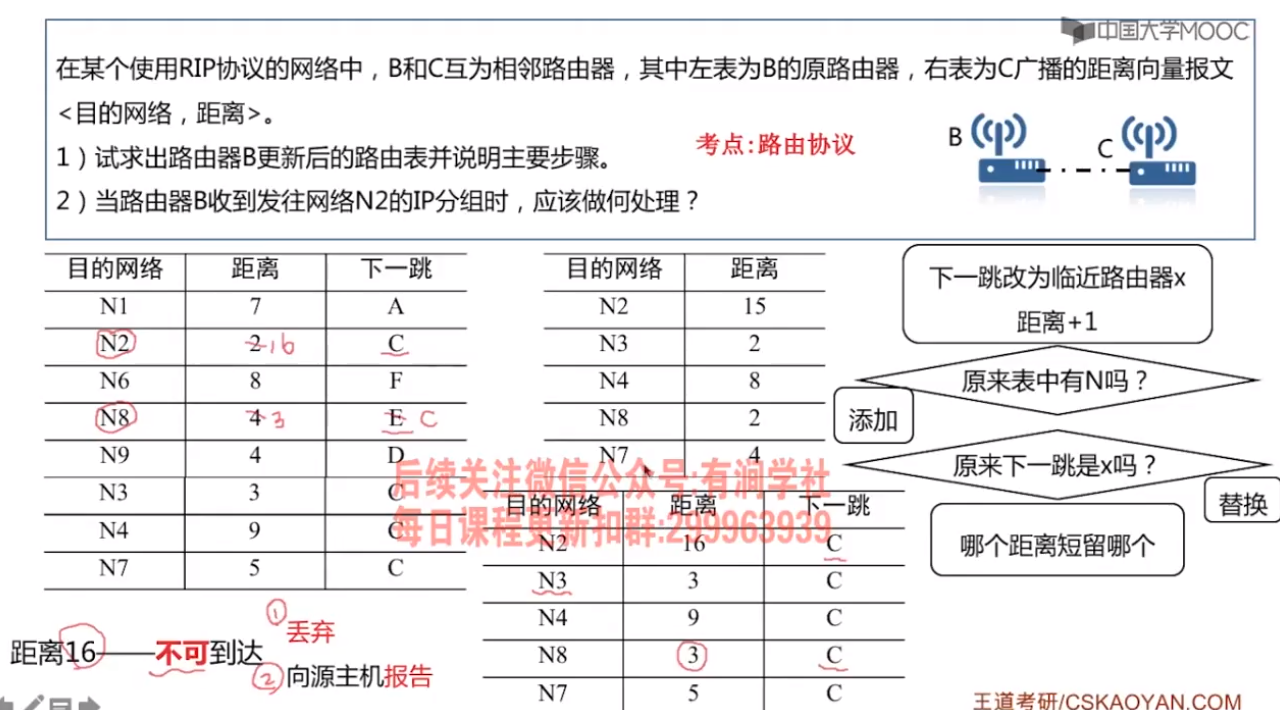 中国大学MOOC
在某个使用RIP协议的网络中，B和C互为相邻路由器，其中左表为B的原路由器，右表为C广播的距离向量报文
<目的网络，距离>。
1）试求出路由器B更新后的路由表并说明主要步骤。
2）当路由器B收到发往网络N2的IP分组时，应该做何处理？
考点:路由协议
B
C
目的网络 距离 下一跳
N1 7 A
N2 2 16 C
N6 8 F
N8 4 3 E C
N9 4 D
N3 3 C
N4 9 C
N7 5 C
目的网络 距离
N2 15
N3 2
N4 8
N8 2
N7 4
后续关注微信公众号:有涧学社
每日课程更新扣群:299963939
目的网络 距离 下一跳
N2 16 C
N3 3 C
N4 9 C
N8 3 C
N7 5 C
下一跳改为临近路由器x
距离+1
原来表中有N吗？
添加
原来下一跳是x吗？
替换
哪个距离短留哪个
距离16——不可到达
① 丢弃
② 向源主机报告
王道考研/CSKAOYAN.COM